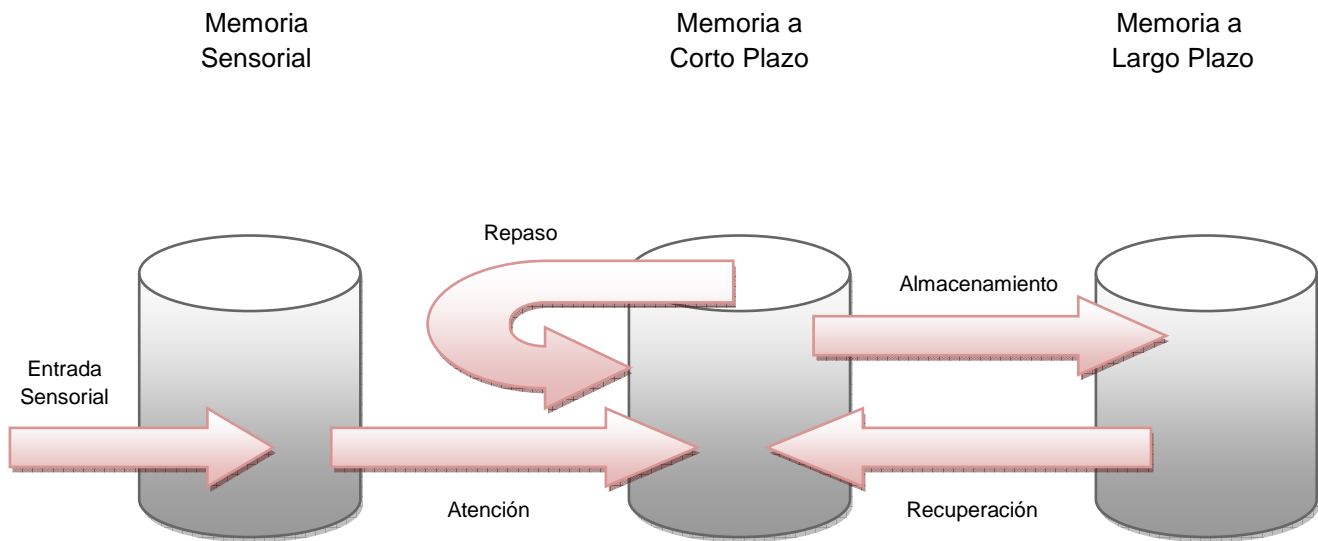 Memoria
Sensorial
Memoria a
Corto Plazo
Memoria a
Largo Plazo
Repaso
Almacenamiento
Entrada
Sensorial
Atención
Recuperación